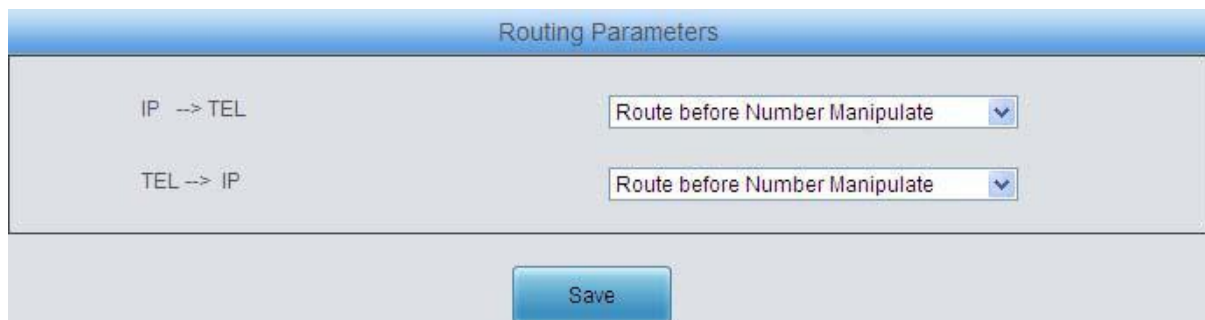 Routing Parameters
IP --> TEL Route before Number Manipulate
TEL --> IP Route before Number Manipulate
Save